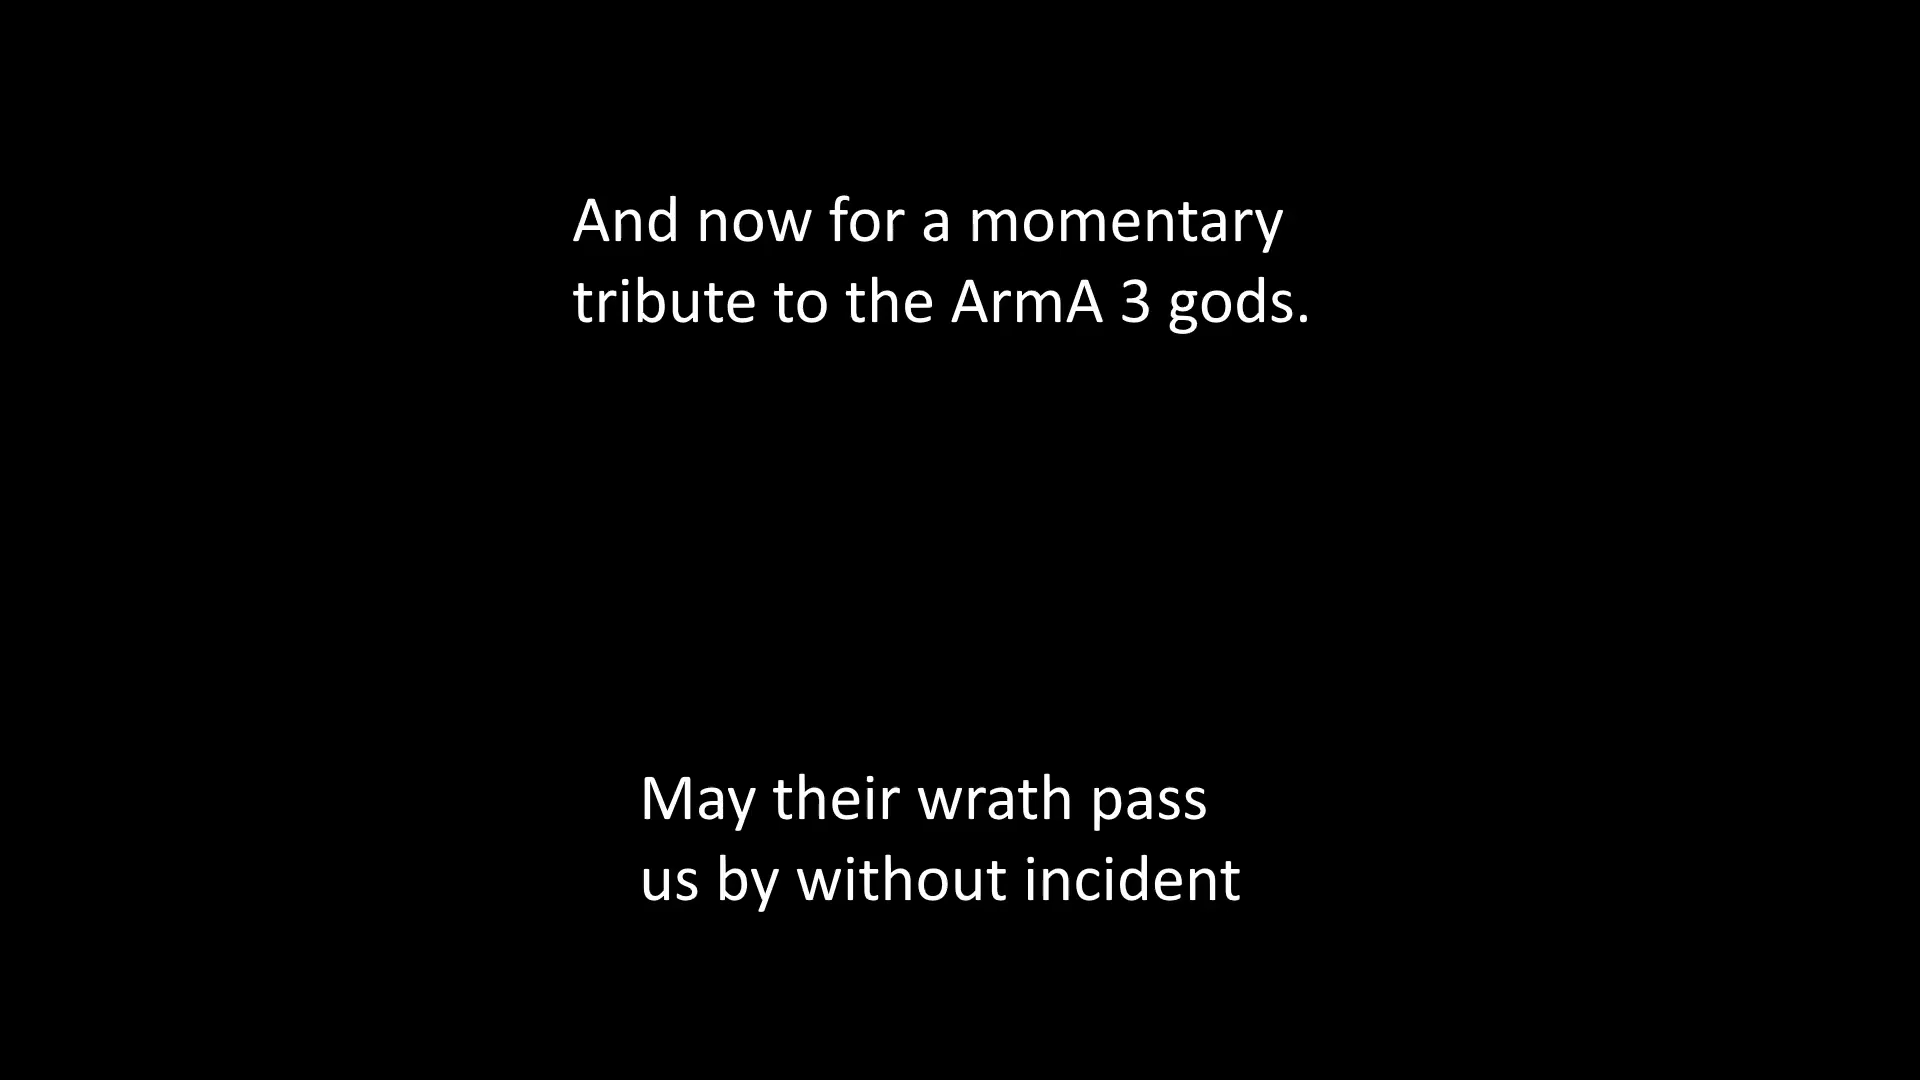 And now for a momentary
tribute to the ArmA 3 gods.
May their wrath pass
us by without incident